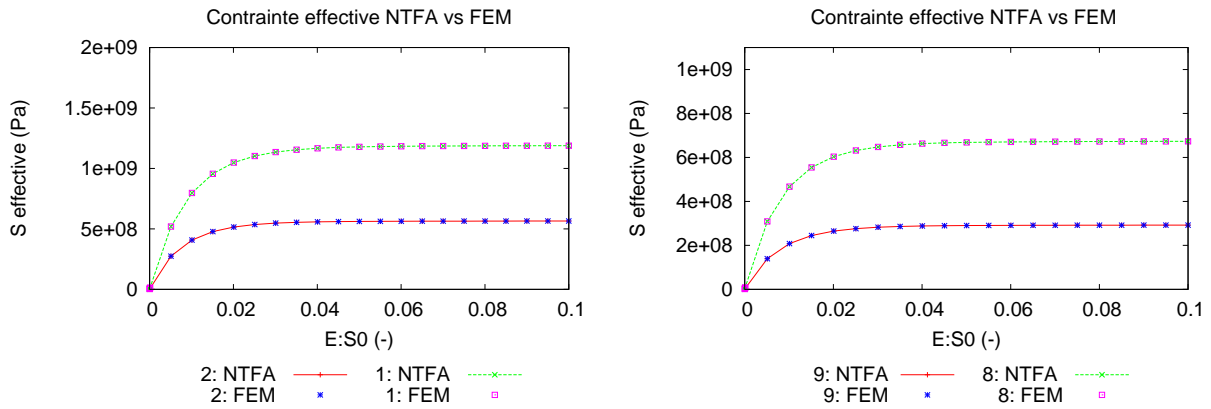 Contrainte effective NTFA vs FEM
S effective (Pa)
2e+09
1.5e+09
1e+09
5e+08
0
0 0.02 0.04 0.06 0.08 0.1
E:S0 (-)
2: NTFA 1: NTFA
2: FEM 1: FEM
Contrainte effective NTFA vs FEM
S effective (Pa)
1e+09
8e+08
6e+08
4e+08
2e+08
0
0 0.02 0.04 0.06 0.08 0.1
E:S0 (-)
9: NTFA 8: NTFA
9: FEM 8: FEM